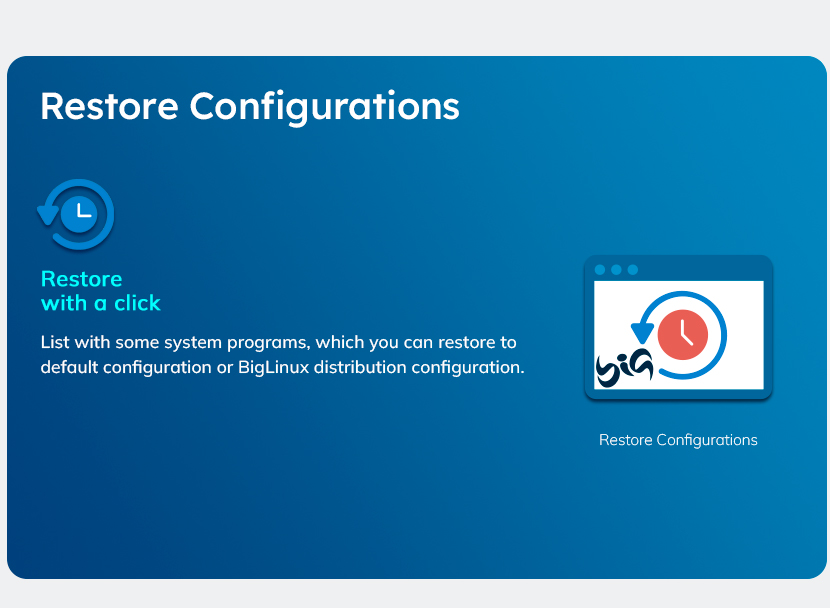 Restore Configurations
Restore
with a click
List with some system programs, which you can restore to
default configuration or BigLinux distribution configuration.
big
Restore Configurations